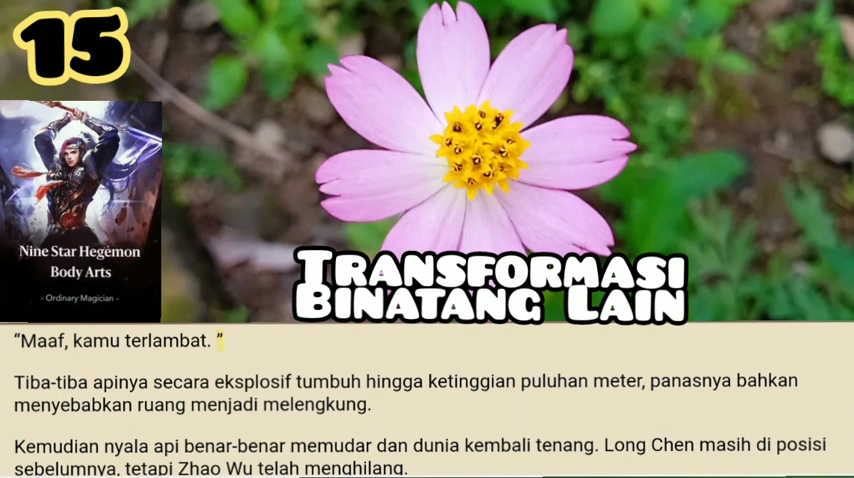 15
Nine Star Hegemon
Body Arts
- Ordinary Magician -
Transformasi
Binatang Lain
“Maaf, kamu terlambat. ”
Tiba-tiba apinya secara eksplosif tumbuh hingga ketinggian puluhan meter, panasnya bahkan
menyebabkan ruang menjadi melengkung.
Kemudian nyala api benar-benar memudar dan dunia kembali tenang. Long Chen masih di posisi
sebelumnya, tetapi Zhao Wu telah menghilang.